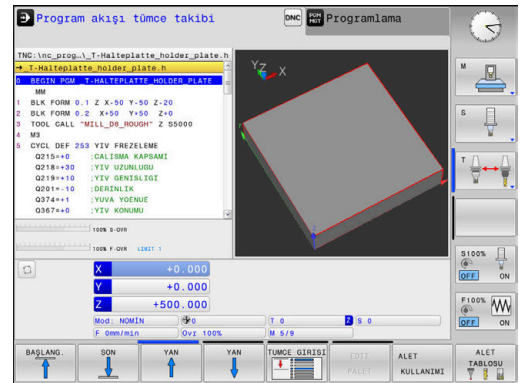 Program akışı tümce takibi
DNC
PGM
MGT
Programlama
TNC:\nc_prog…\_T-Halteplatte_holder_plate.h
→_T-Halteplatte_holder_plate.h
0 BEGIN PGM _T-HALTEPLATTE_HOLDER_PLATE
MM
1 BLK FORM 0.1 Z X-50 Y-50 Z-20
2 BLK FORM 0.2 X+50 Y+50 Z+0
3 TOOL CALL "MILL_D8_ROUGH" Z S5000
4 M3
5 CYCL DEF 253 YIV FREZELEME
Q215=+0 ;CALISMA KAPSAMI
Q218=+30 ;YIV UZUNLUGU
Q219=+10 ;YIV GENISLIGI
Q201=-10 ;DERINLIK
Q374=+1 ;YUVA YOENUE
Q367=+0 ;YIV KONUMU
Y Z X
Z
M
S
T
100% S-OVR
100% F-OVR LIMIT 1
X +0.000
Y +0.000
Z +500.000
Mod: NOMİN 0 T 0 Z S 0
F 0mm/min Ovr 100% M 5/9
S100%
OFF ON
F100%
OFF ON
BAŞLANG. SON YAN YAN TUMCE GIRISI EDIT PALET ALET KULLANIMI ALET TABLOSU